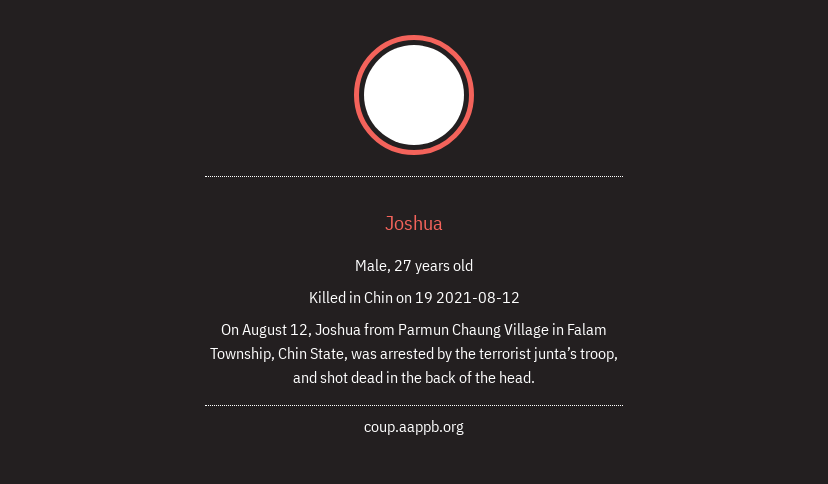 Joshua
Male, 27 years old
Killed in Chin on 19 2021-08-12
On August 12, Joshua from Parmun Chaung Village in Falam
Township, Chin State, was arrested by the terrorist junta’s troop,
and shot dead in the back of the head.
coup.aappb.org